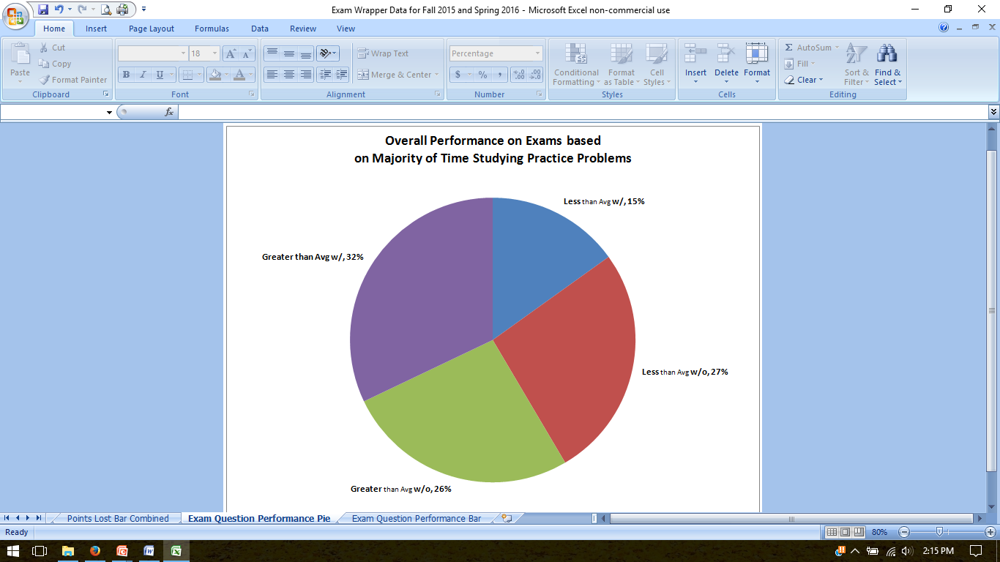 Exam Wrapper Data for Fall 2015 and Spring 2016 - Microsoft Excel non-commercial use
Home Insert Page Layout Formulas Data Review View
Paste
Cut
Copy
Format Painter
Clipboard
18
B I U
Font
Wrap Text
Merge & Center
Alignment
Percentage
$ % ,
Number
Conditional Formatting
Format as Table
Cell Styles
Styles
Insert Delete Format
Cells
AutoSum
Fill
Clear
Sort & Filter
Find & Select
Editing
fx
Overall Performance on Exams based
on Majority of Time Studying Practice Problems
Less than Avg w/, 15%
Greater than Avg w/, 32%
Less than Avg w/o, 27%
Greater than Avg w/o, 26%
Points Lost Bar Combined Exam Question Performance Pie Exam Question Performance Bar
Ready
80%
2:15 PM